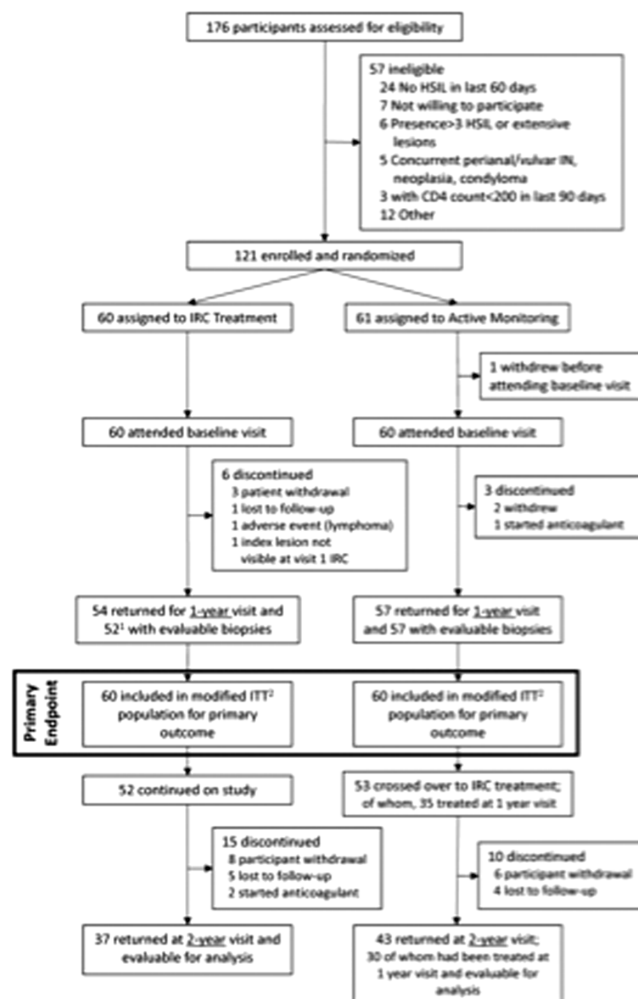 176 participants assessed for eligibility
57 ineligible
24 No HSIL in last 60 days
7 Not willing to participate
6 Presence>3 HSIL or extensive
lesions
5 Concurrent perianal/vulvar IN,
neoplasia, condyloma
3 with CD4 count<200 in last 90 days
12 Other
121 enrolled and randomized
60 assigned to IRC Treatment
61 assigned to Active Monitoring
1 withdrew before
attending baseline visit
60 attended baseline visit
60 attended baseline visit
6 discontinued
3 patient withdrawal
1 lost to follow-up
1 adverse event (lymphoma)
1 index lesion not
visible at visit 1 IRC
3 discontinued
2 withdrew
1 started anticoagulant
54 returned for 1-year visit and
52¹ with evaluable biopsies
57 returned for 1-year visit
and 57 with evaluable biopsies
Primary
Endpoint
60 included in modified ITT²
population for primary
outcome
60 included in modified ITT²
population for primary
outcome
52 continued on study
53 crossed over to IRC treatment;
of whom, 35 treated at 1 year visit
15 discontinued
8 participant withdrawal
5 lost to follow-up
2 started anticoagulant
10 discontinued
6 participant withdrawal
4 lost to follow-up
37 returned at 2-year visit and
evaluable for analysis
43 returned at 2-year visit;
30 of whom had been treated at
1 year visit and evaluable for
analysis